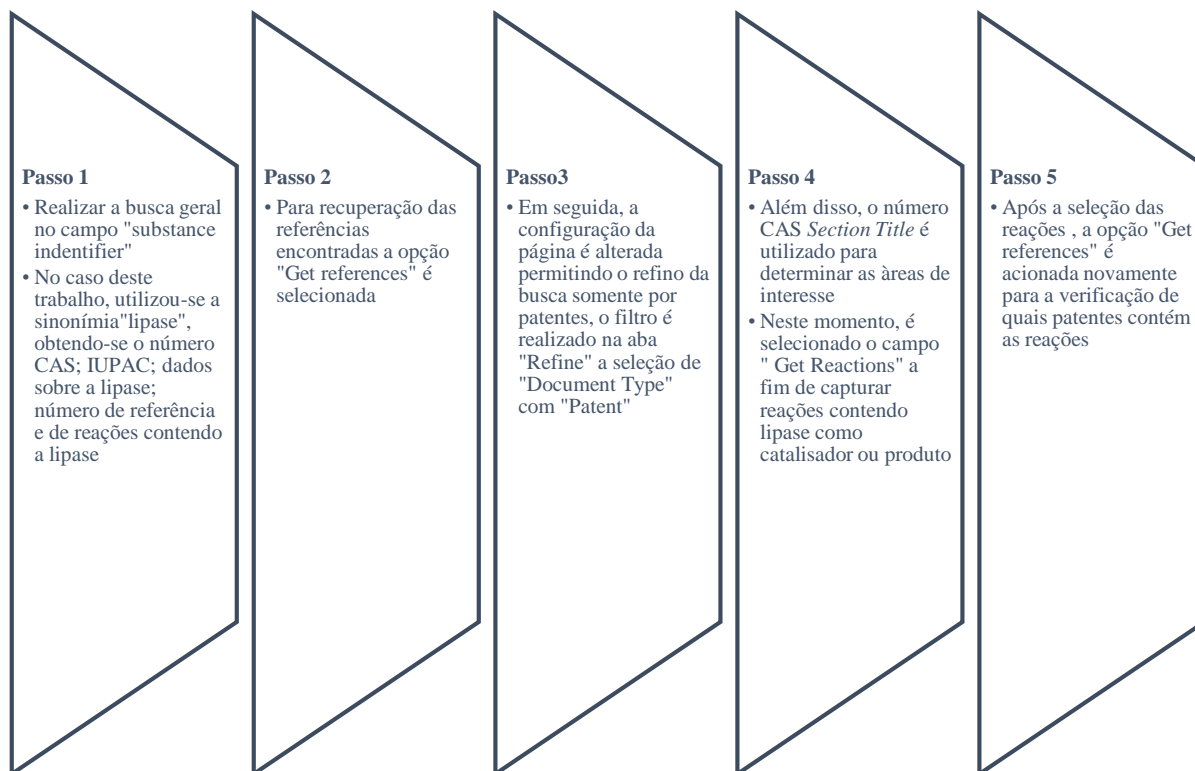 Passo 1
• Realizar a busca geral
no campo "substance
indentifier"
• No caso deste
trabalho, utilizou-se a
sinonímia"lipase",
obtendo-se o número
CAS; IUPAC; dados
sobre a lipase;
número de referência
e de reações contendo
a lipase
Passo 2
• Para recuperação das
referências
encontradas a opção
"Get references" é
selecionada
Passo3
• Em seguida, a
configuração da
página é alterada
permitindo o refino da
busca somente por
patentes, o filtro é
realizado na aba
"Refine" a seleção de
"Document Type"
com "Patent"
Passo 4
• Além disso, o número
CAS Section Title é
utilizado para
determinar as àreas de
interesse
• Neste momento, é
selecionado o campo
" Get Reactions" a
fim de capturar
reações contendo
lipase como
catalisador ou produto
Passo 5
• Após a seleção das
reações , a opção "Get
references" é
acionada novamente
para a verificação de
quais patentes contém
as reações